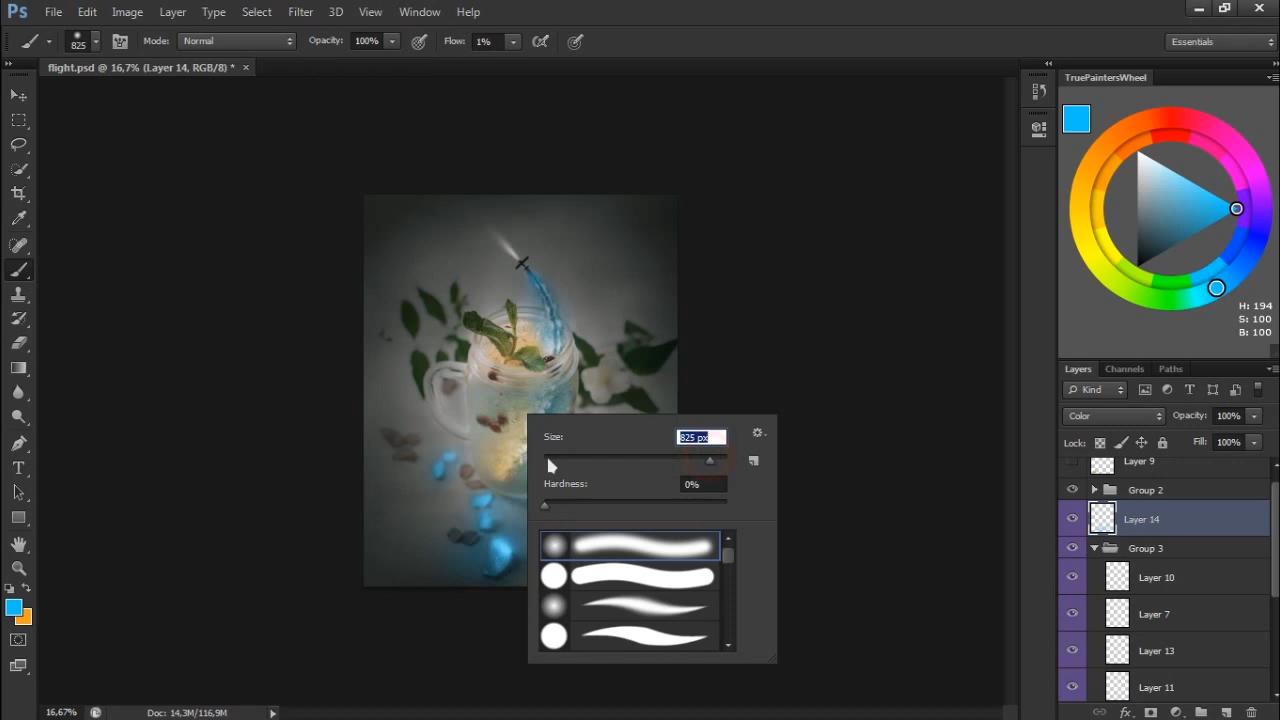 Ps File Edit Image Layer Type Select Filter 3D View Window Help
825 Mode: Normal Opacity: 100% Flow: 1% Essentials
flight.psd @ 16,7% (Layer 14, RGB/8) * ×
TruePaintersWheel
H: 194
S: 100
B: 100
Layers Channels Paths
Kind
Color Opacity: 100%
Lock: Fill: 100%
Layer 9
Group 2
Layer 14
Group 3
Layer 10
Layer 7
Layer 13
Layer 11
Size: 825 px
Hardness: 0%
16,67% Doc: 14,3M/116,9M